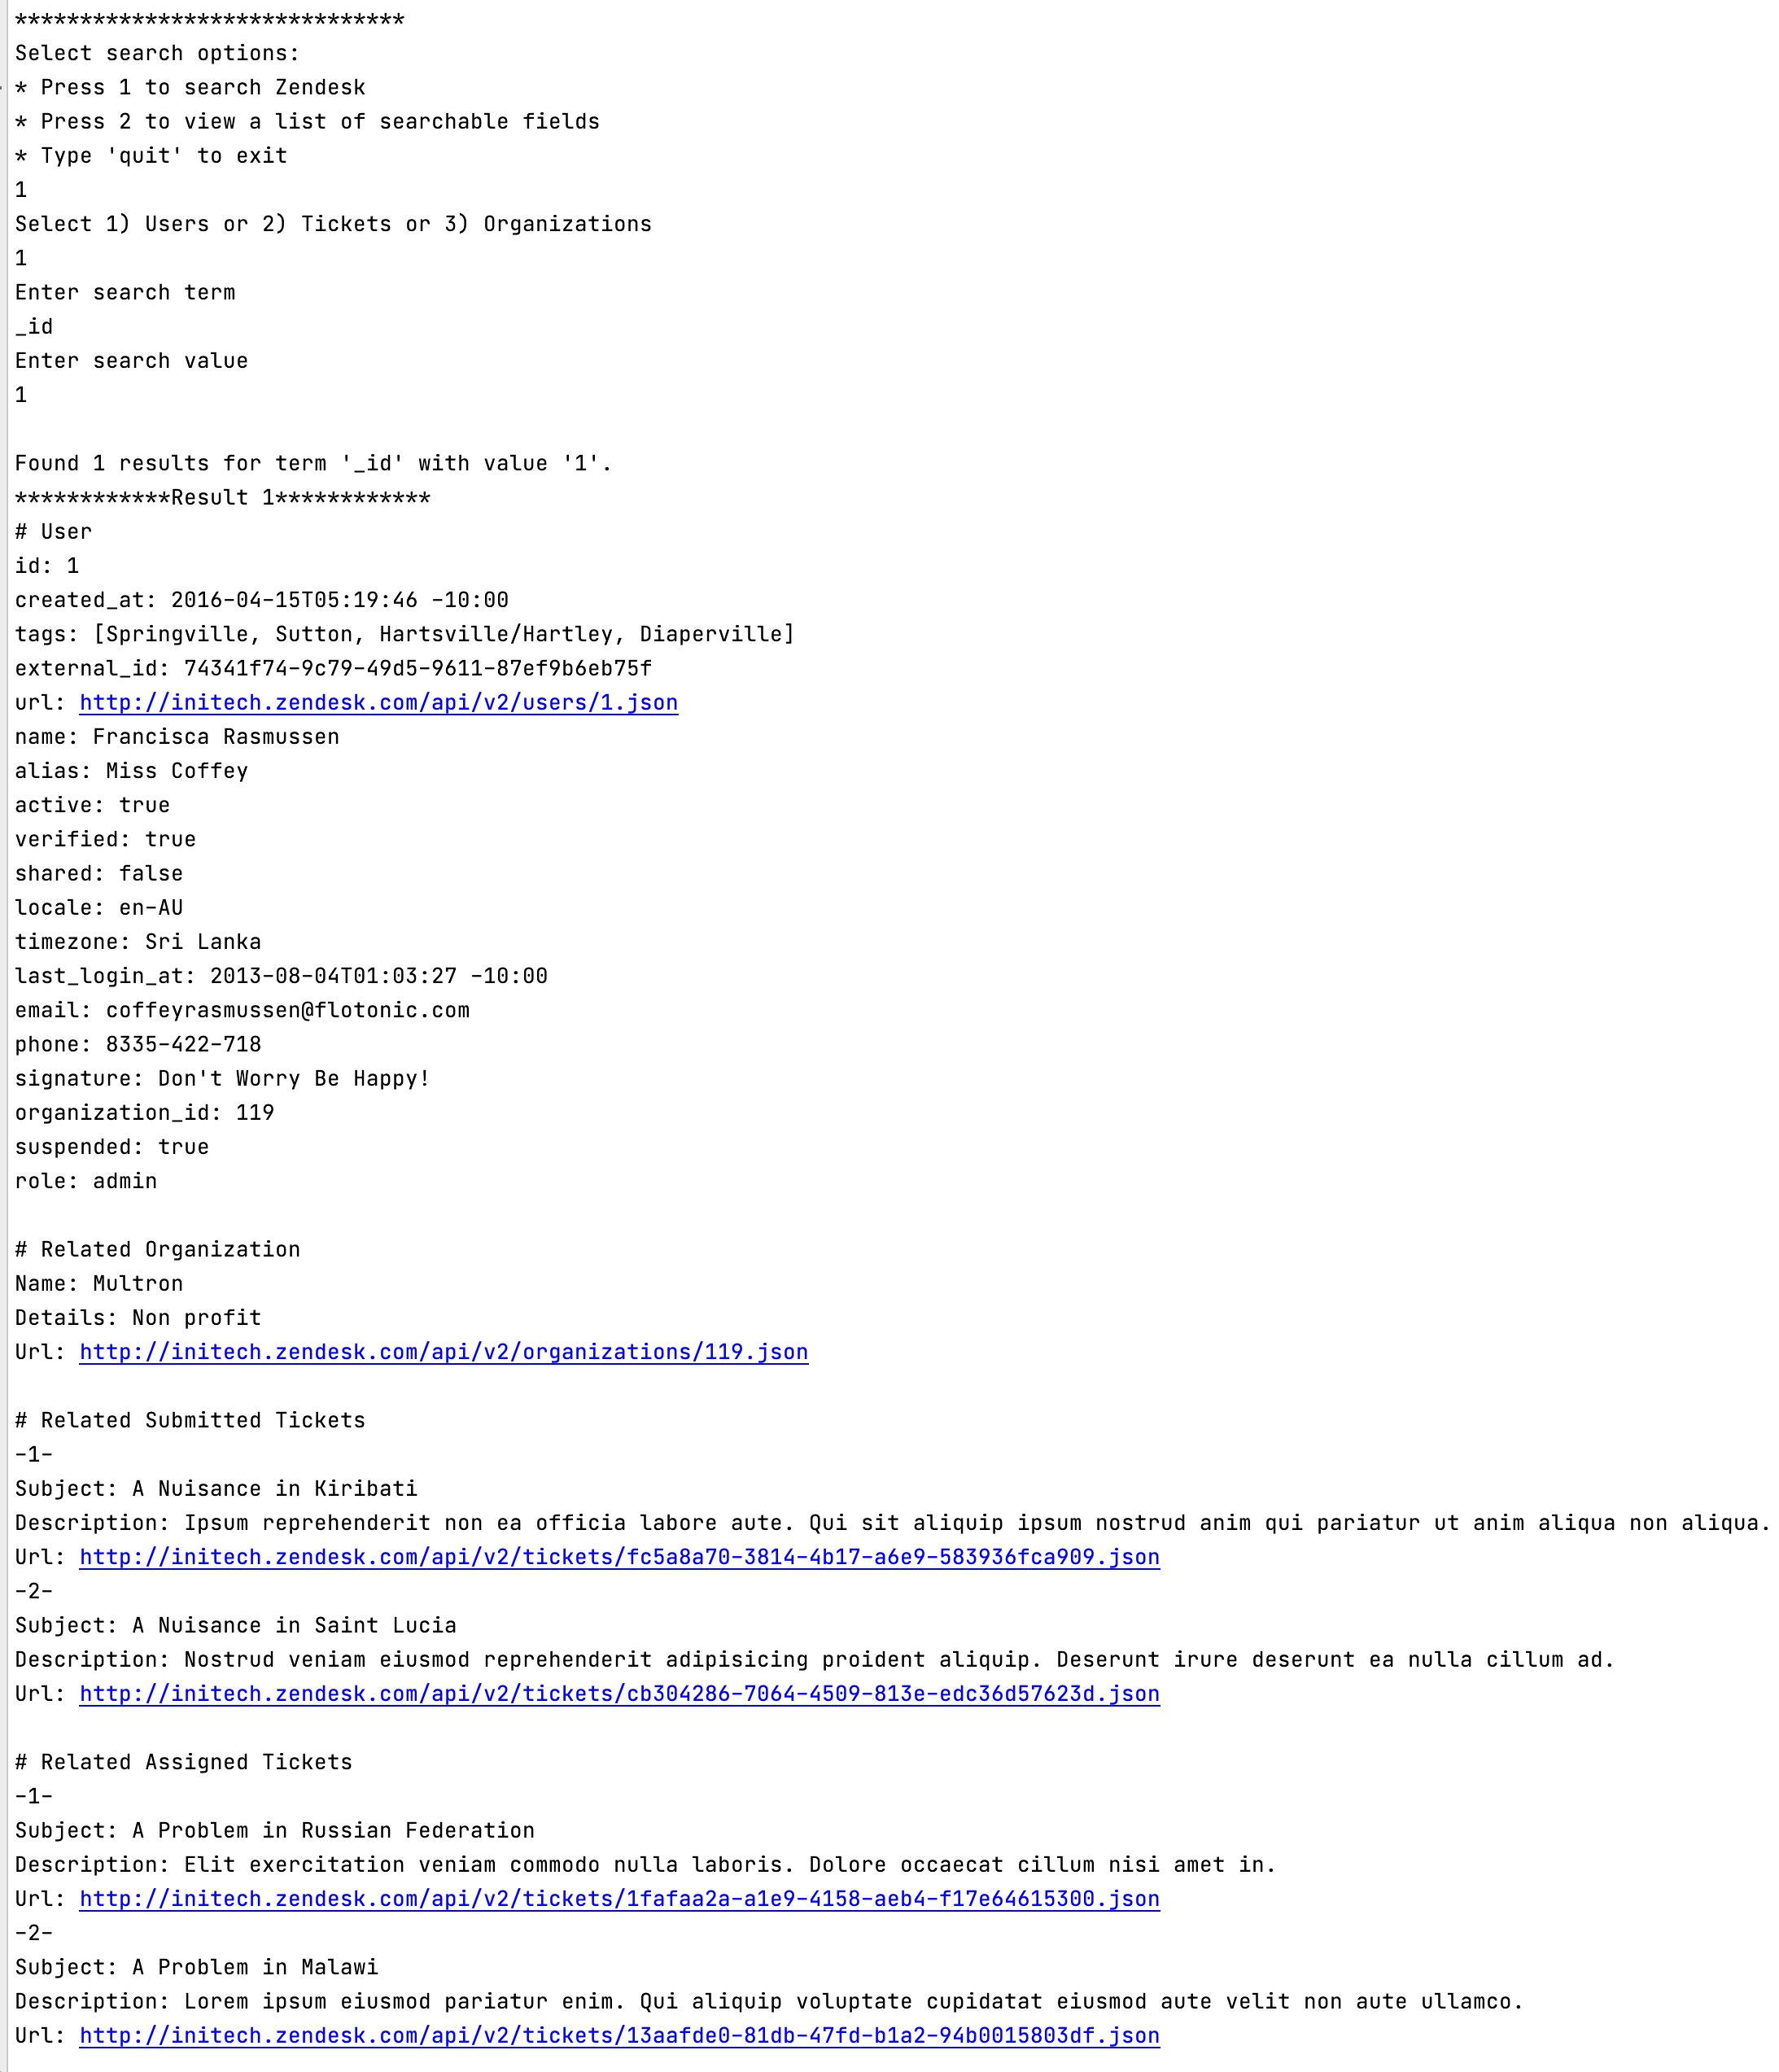 ******************************
Select search options:
* Press 1 to search Zendesk
* Press 2 to view a list of searchable fields
* Type 'quit' to exit
1
Select 1) Users or 2) Tickets or 3) Organizations
1
Enter search term
_id
Enter search value
1
Found 1 results for term '_id' with value '1'.
************Result 1************
# User
id: 1
created_at: 2016-04-15T05:19:46 -10:00
tags: [Springville, Sutton, Hartsville/Hartley, Diaperville]
external_id: 74341f74-9c79-49d5-9611-87ef9b6eb75f
url: http://initech.zendesk.com/api/v2/users/1.json
name: Francisca Rasmussen
alias: Miss Coffey
active: true
verified: true
shared: false
locale: en-AU
timezone: Sri Lanka
last_login_at: 2013-08-04T01:03:27 -10:00
email: coffeyrasmussen@flotonic.com
phone: 8335-422-718
signature: Don't Worry Be Happy!
organization_id: 119
suspended: true
role: admin
# Related Organization
Name: Multron
Details: Non profit
Url: http://initech.zendesk.com/api/v2/organizations/119.json
# Related Submitted Tickets
-1-
Subject: A Nuisance in Kiribati
Description: Ipsum reprehenderit non ea officia labore aute. Qui sit aliquip ipsum nostrud anim qui pariatur ut anim aliqua non aliqua.
Url: http://initech.zendesk.com/api/v2/tickets/fc5a8a70-3814-4b17-a6e9-583936fca909.json
-2-
Subject: A Nuisance in Saint Lucia
Description: Nostrud veniam eiusmod reprehenderit adipisicing proident aliquip. Deserunt irure deserunt ea nulla cillum ad.
Url: http://initech.zendesk.com/api/v2/tickets/cb304286-7064-4509-813e-edc36d57623d.json
# Related Assigned Tickets
-1-
Subject: A Problem in Russian Federation
Description: Elit exercitation veniam commodo nulla laboris. Dolore occaecat cillum nisi amet in.
Url: http://initech.zendesk.com/api/v2/tickets/1fafaa2a-a1e9-4158-aeb4-f17e64615300.json
-2-
Subject: A Problem in Malawi
Description: Lorem ipsum eiusmod pariatur enim. Qui aliquip voluptate cupidatat eiusmod aute velit non aute ullamco.
Url: http://initech.zendesk.com/api/v2/tickets/13aafde0-81db-47fd-b1a2-94b0015803df.json